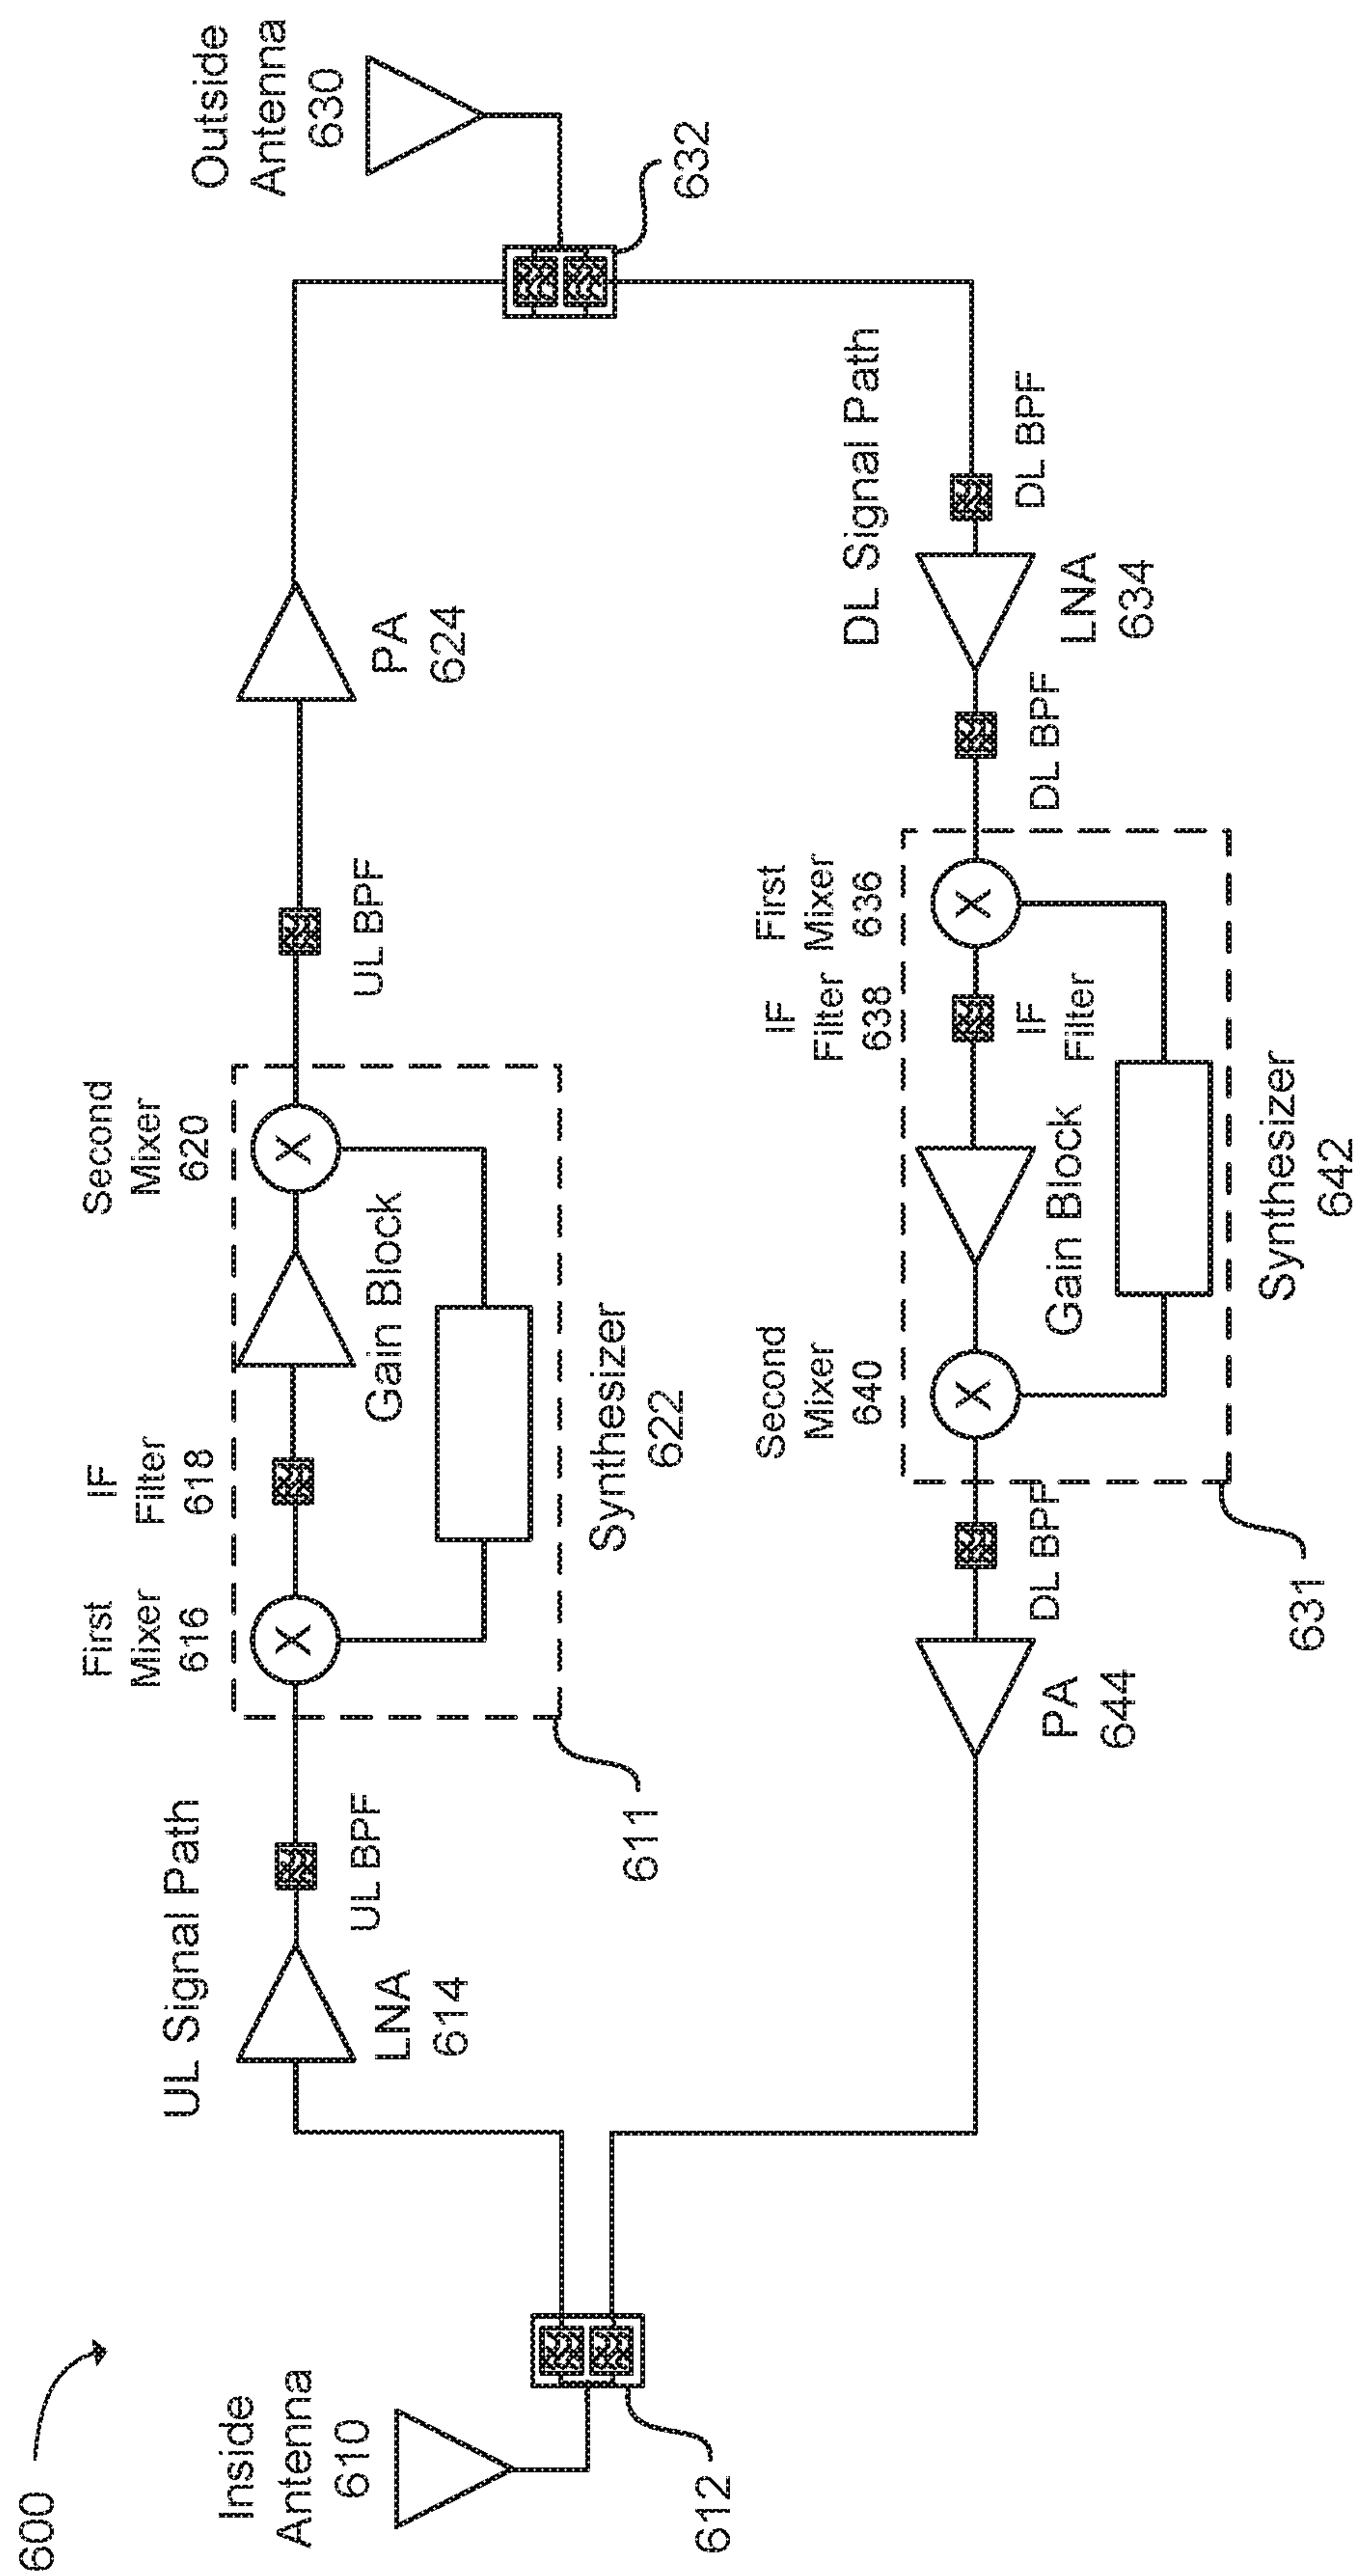 600
Inside
Antenna
610
612
UL Signal Path
LNA
614
UL BPF
611
First
Mixer
616
IF
Filter
618
X
Gain Block
Second
Mixer
620
X
Synthesizer
622
UL BPF
PA
624
Outside
Antenna
630
632
DL Signal Path
DL BPF
LNA
634
DL BPF
First
Mixer
636
X
IF
Filter
638
IF
Filter
Gain Block
Second
Mixer
640
X
Synthesizer
642
631
DL BPF
PA
644